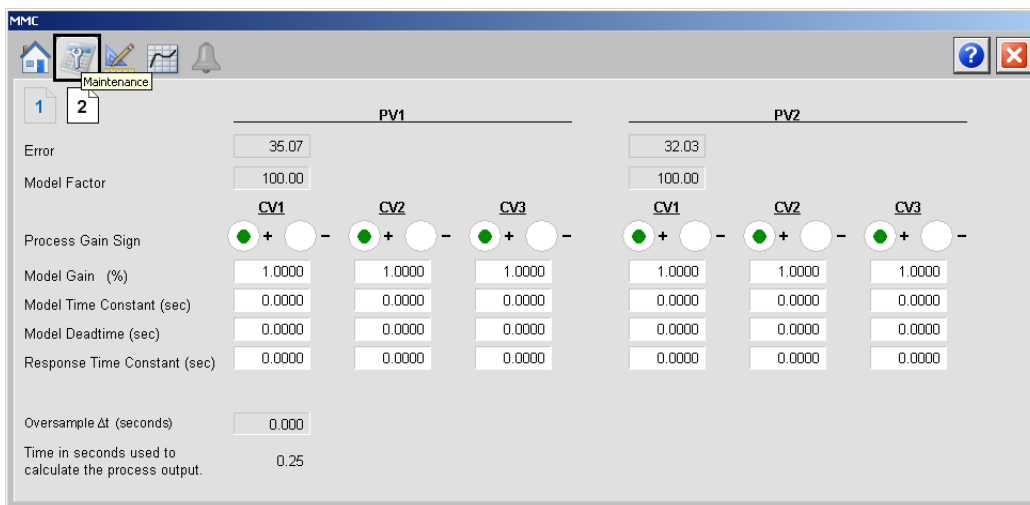 MMC
?
Maintenance
1 2
PV1 PV2
Error 35.07 32.03
Model Factor 100.00 100.00
CV1 CV2 CV3 CV1 CV2 CV3
Process Gain Sign + - + - + - + - + - + -
Model Gain (%) 1.0000 1.0000 1.0000 1.0000 1.0000 1.0000
Model Time Constant (sec) 0.0000 0.0000 0.0000 0.0000 0.0000 0.0000
Model Deadtime (sec) 0.0000 0.0000 0.0000 0.0000 0.0000 0.0000
Response Time Constant (sec) 0.0000 0.0000 0.0000 0.0000 0.0000 0.0000
Oversample Δt (seconds) 0.000
Time in seconds used to
calculate the process output. 0.25